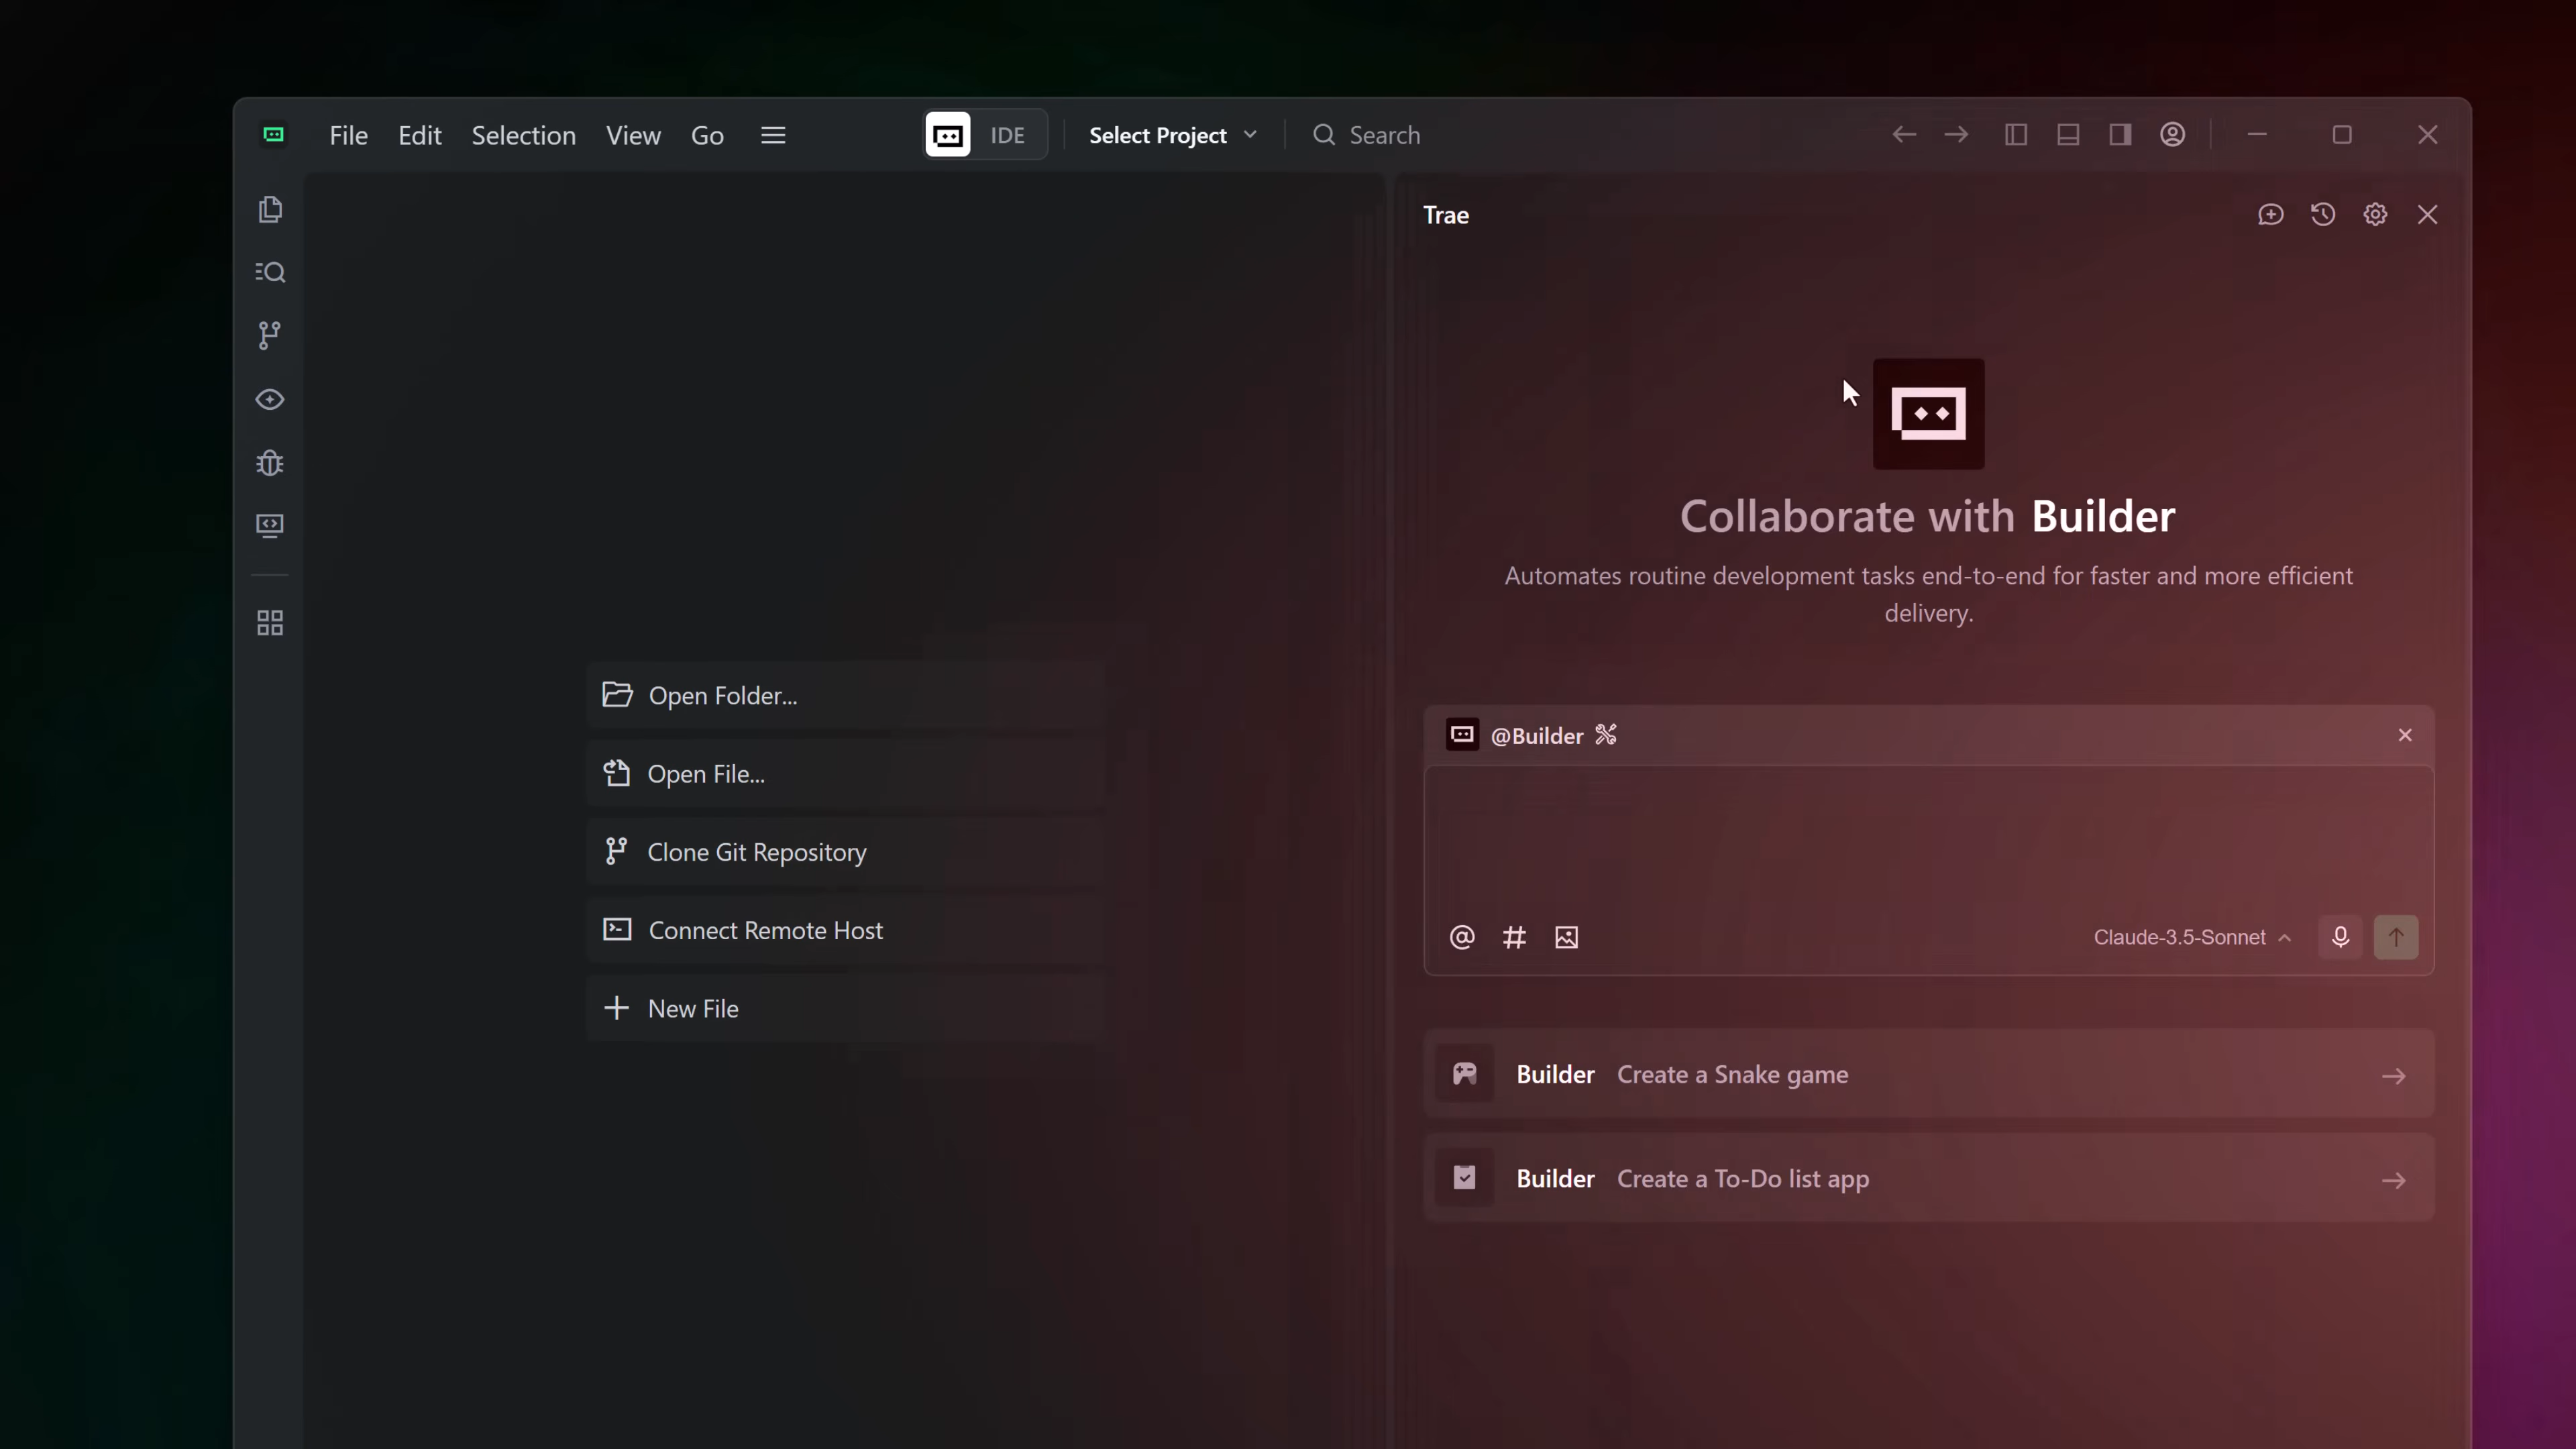 File Edit Selection View Go IDE Select Project Search
Trae
Collaborate with Builder
Automates routine development tasks end-to-end for faster and more efficient
delivery.
Open Folder...
Open File...
Clone Git Repository
Connect Remote Host
New File
@Builder
Claude-3.5-Sonnet
Builder Create a Snake game
Builder Create a To-Do list app